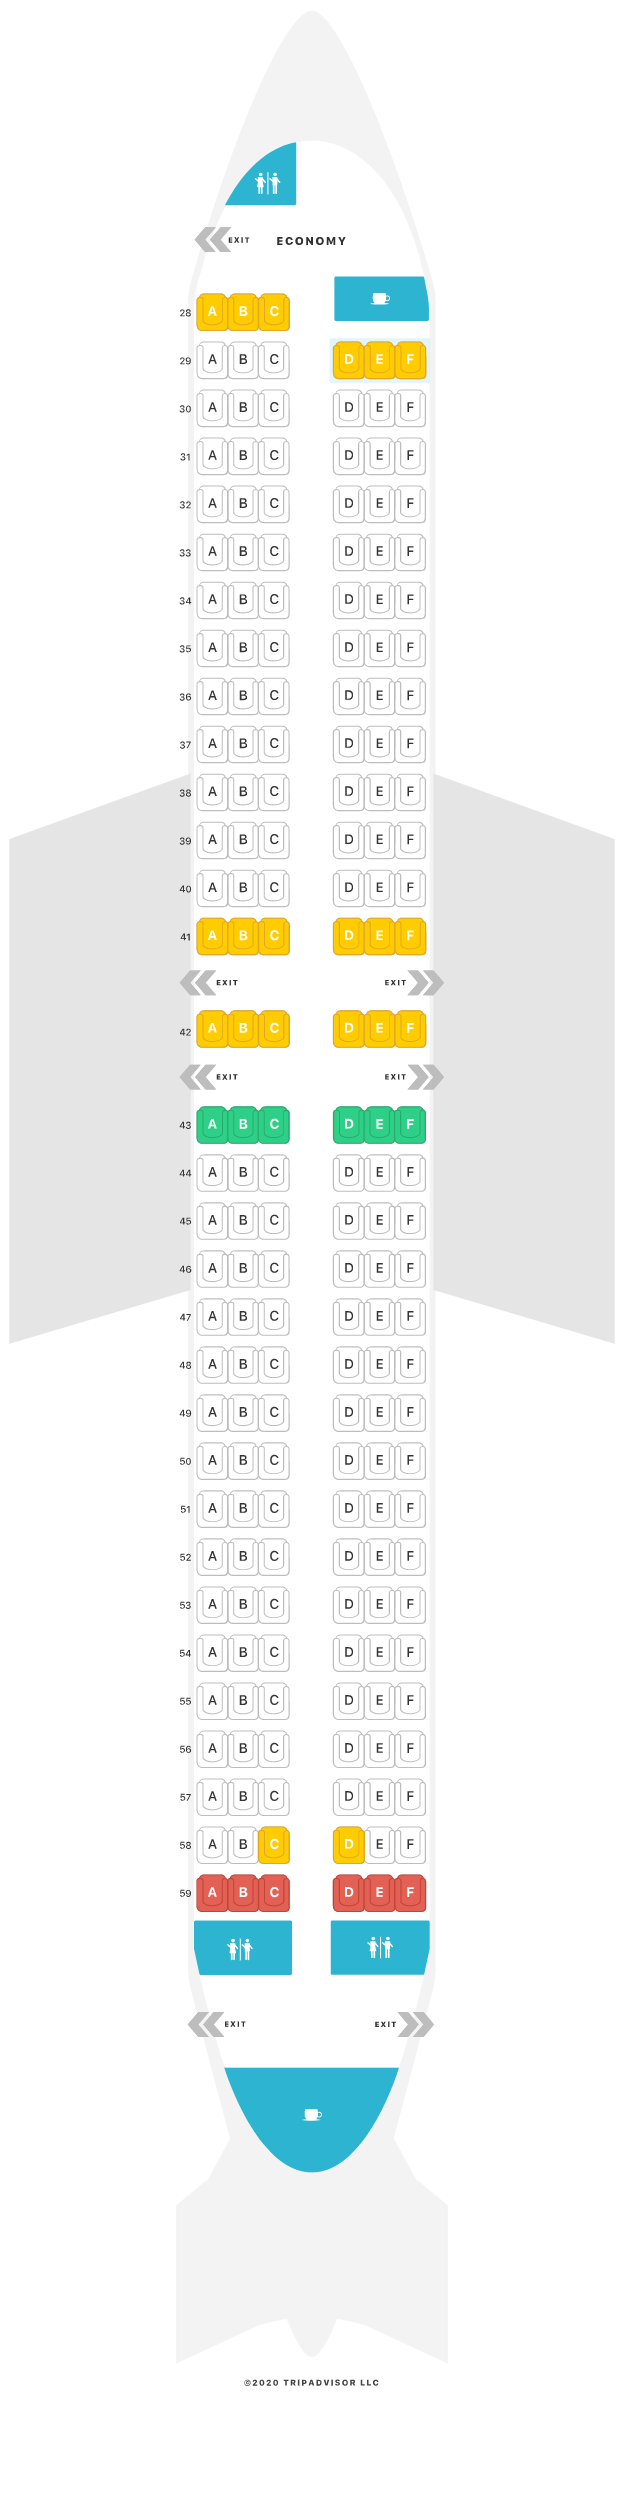 EXIT ECONOMY
28 A B C
29 A B C D E F
30 A B C D E F
31 A B C D E F
32 A B C D E F
33 A B C D E F
34 A B C D E F
35 A B C D E F
36 A B C D E F
37 A B C D E F
38 A B C D E F
39 A B C D E F
40 A B C D E F
41 A B C D E F
EXIT EXIT
42 A B C D E F
EXIT EXIT
43 A B C D E F
44 A B C D E F
45 A B C D E F
46 A B C D E F
47 A B C D E F
48 A B C D E F
49 A B C D E F
50 A B C D E F
51 A B C D E F
52 A B C D E F
53 A B C D E F
54 A B C D E F
55 A B C D E F
56 A B C D E F
57 A B C D E F
58 A B C D E F
59 A B C D E F
EXIT EXIT
©2020 TRIPADVISOR LLC